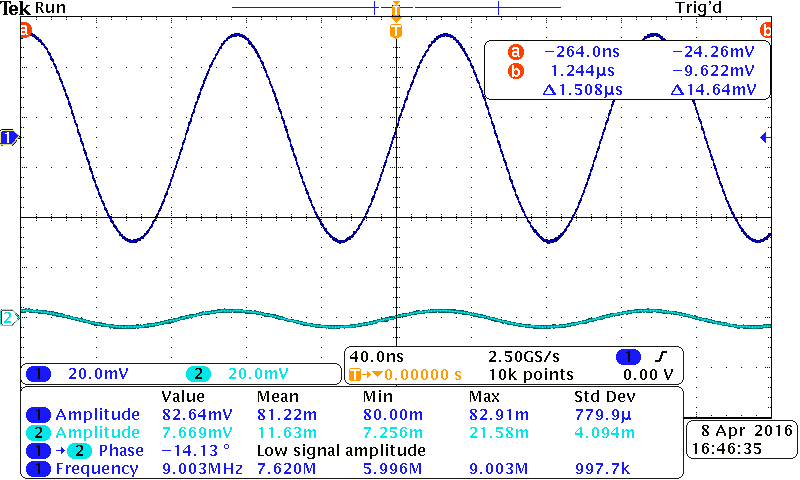 Tek Run Trig'd
T
a b
T
a −264.0ns −24.26mV
b 1.244µs −9.622mV
Δ1.508µs Δ14.64mV
1
2
1 20.0mV 2 20.0mV
40.0ns 2.50GS/s 1
T→▼0.00000 s 10k points 0.00 V
Value Mean Min Max Std Dev
1 Amplitude 82.64mV 81.22m 80.00m 82.91m 779.9µ
2 Amplitude 7.669mV 11.63m 7.256m 21.58m 4.094m
1 → 2 Phase −14.13 ° Low signal amplitude
1 Frequency 9.003MHz 7.620M 5.996M 9.003M 997.7k
8 Apr 2016
16:46:35